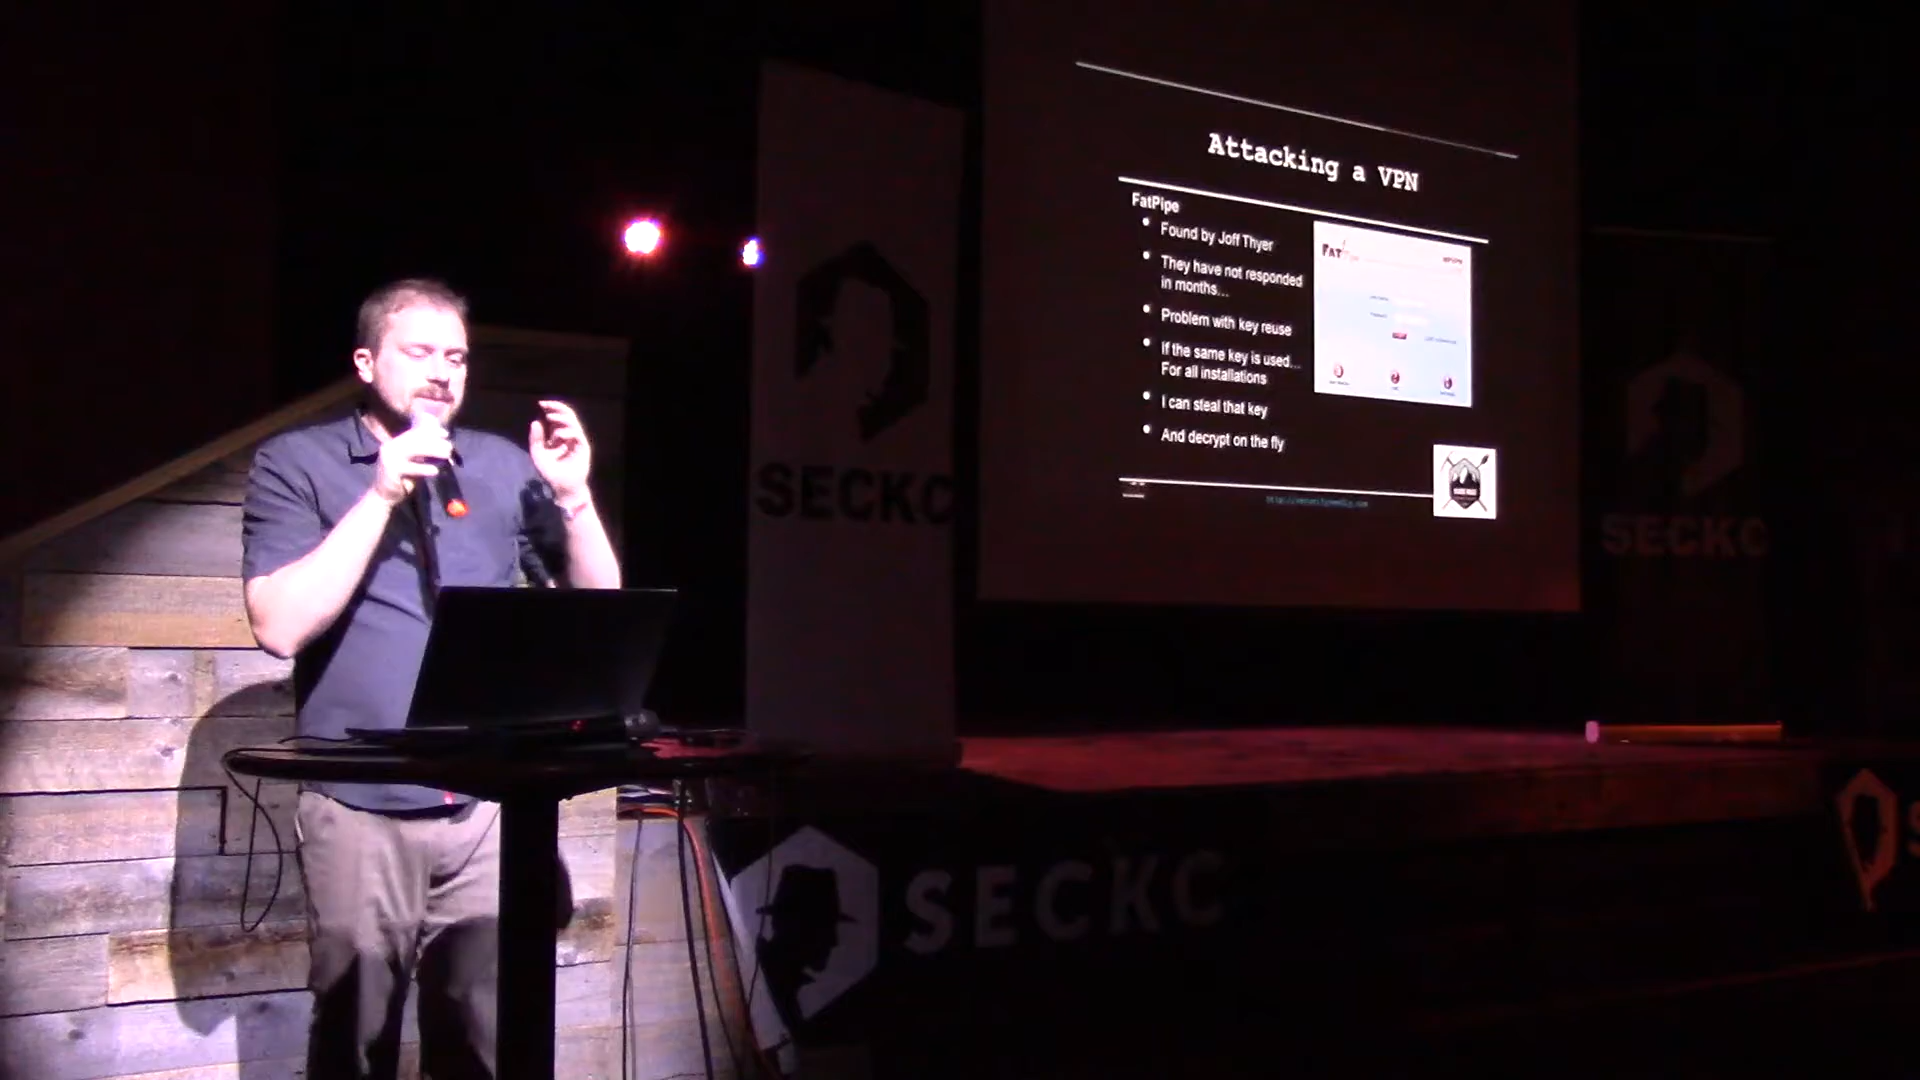 Attacking a VPN
FatPipe
• Found by Joff Thyer
• They have not responded
in months...
• Problem with key reuse
• If the same key is used...
For all installations
• I can steal that key
• And decrypt on the fly
FAT
SECKC
SECKC
SECKC
S